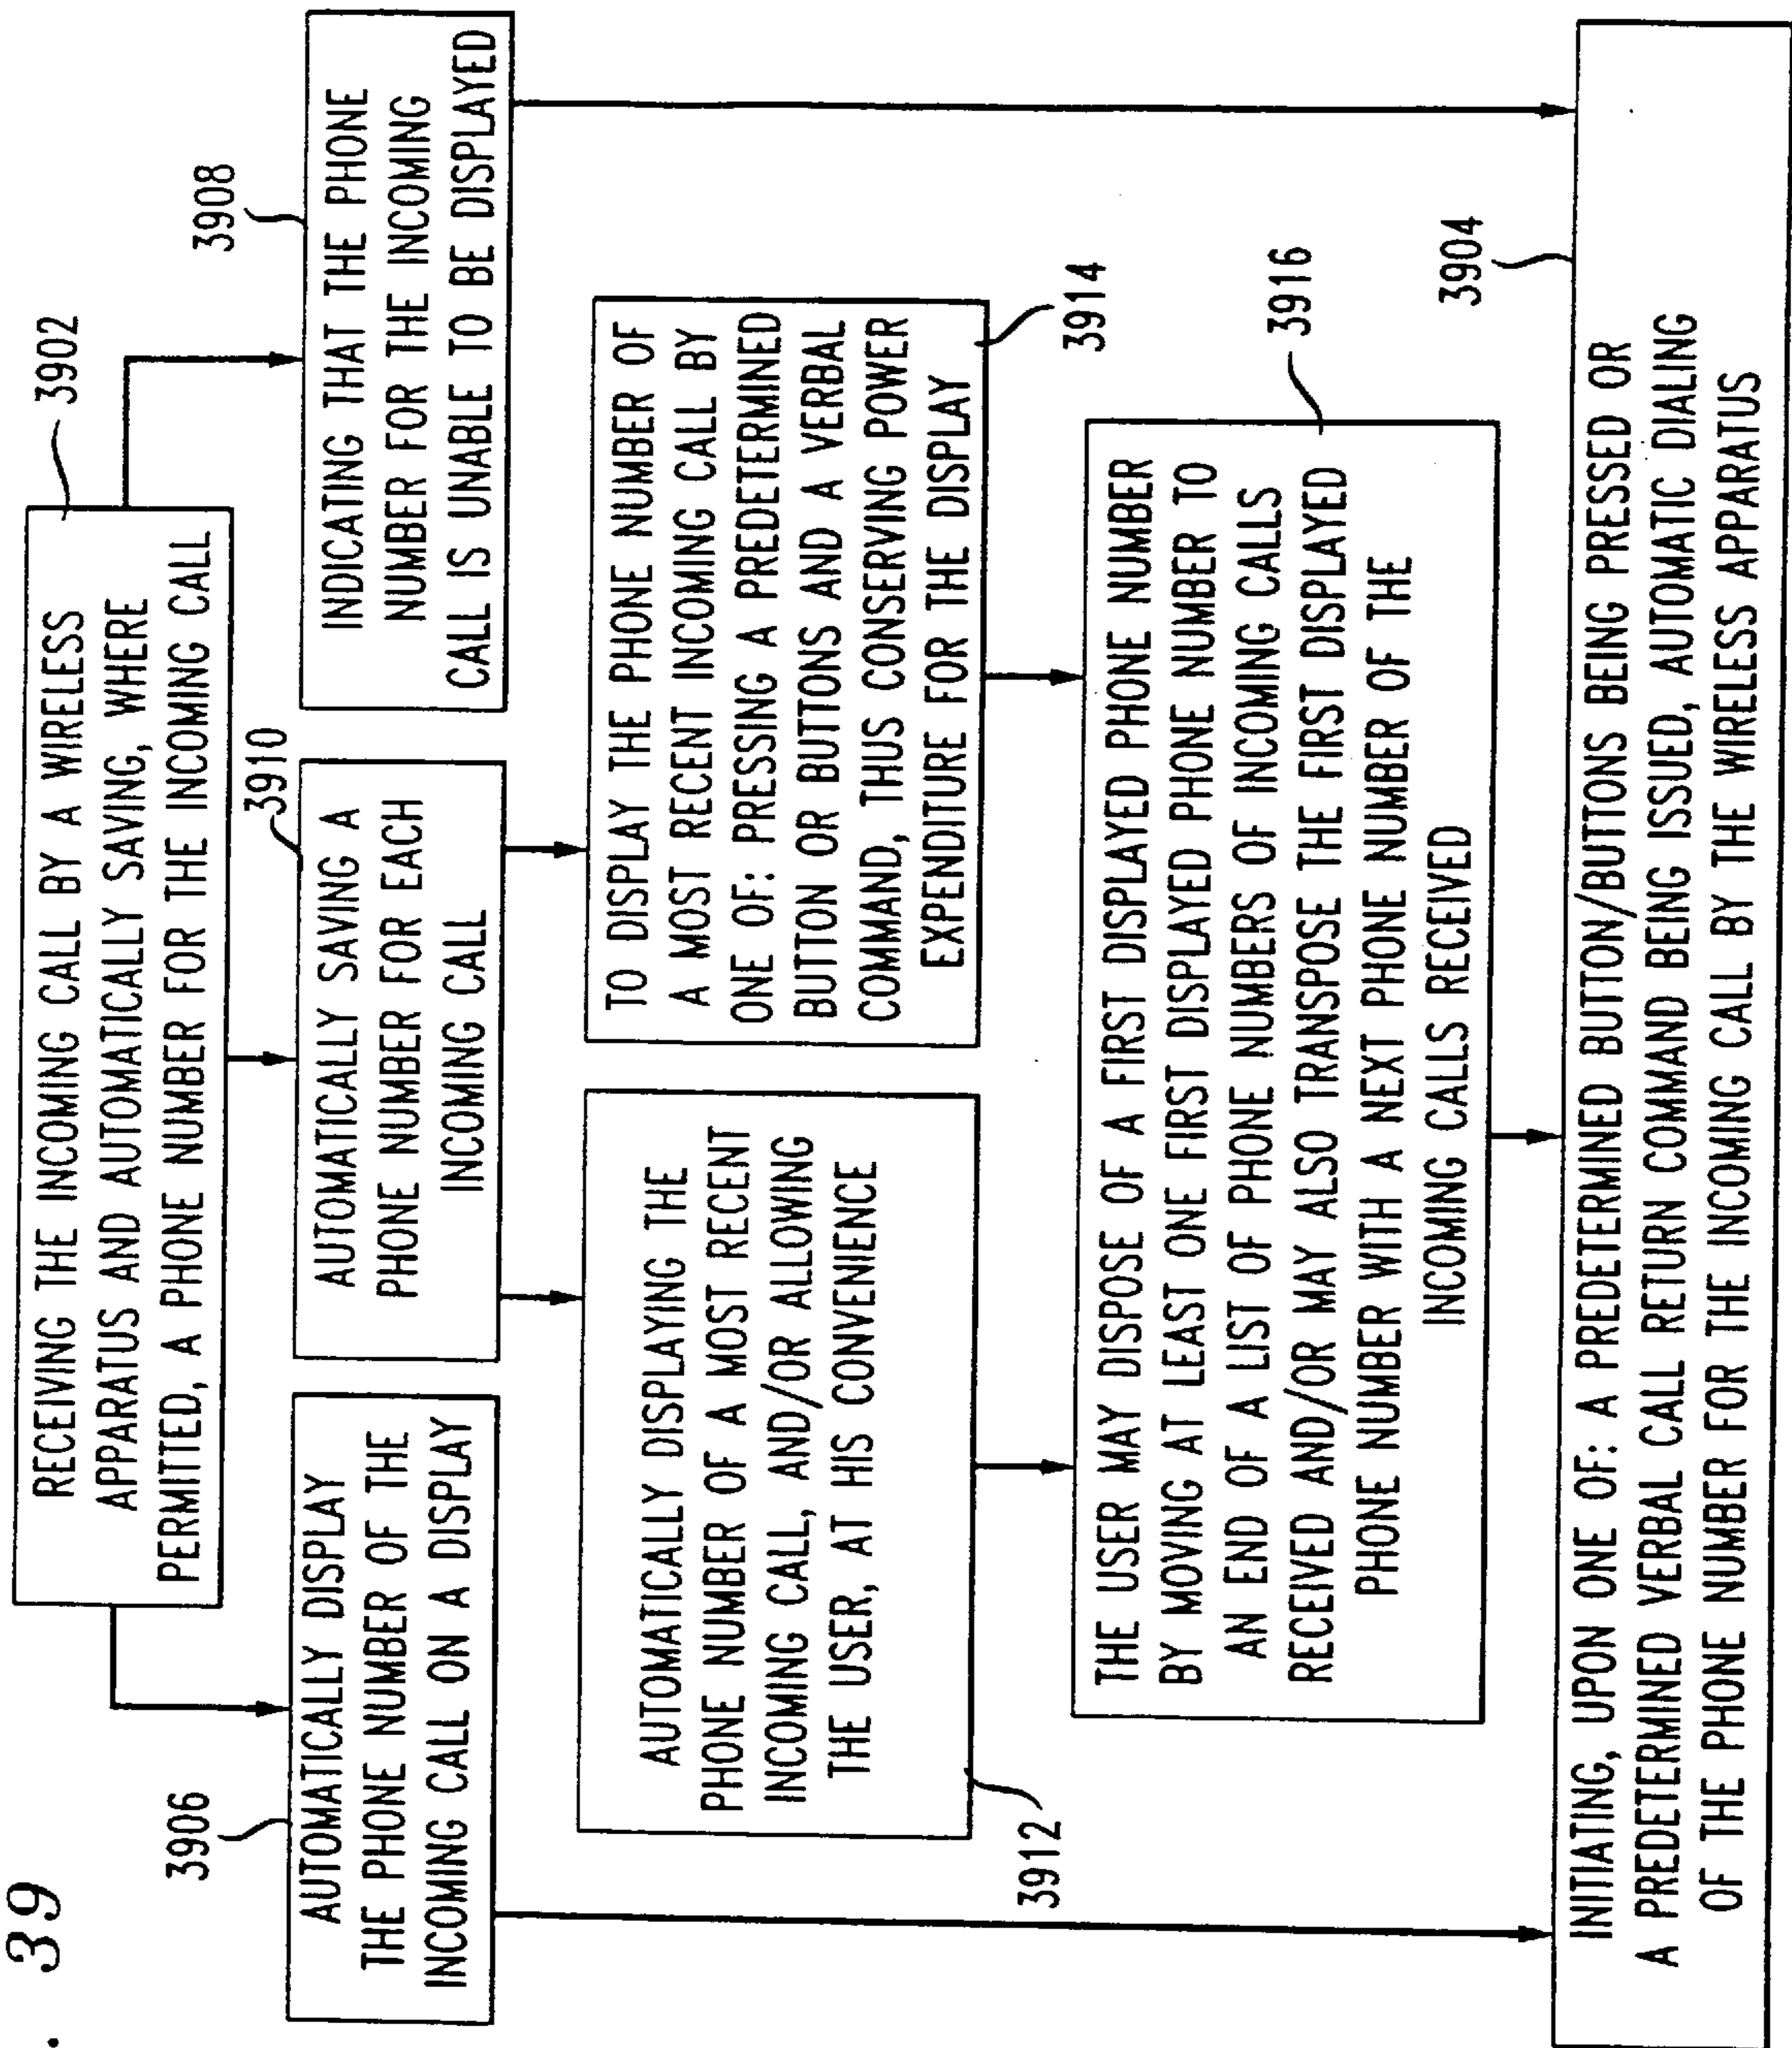 . 39
3902
RECEIVING THE INCOMING CALL BY A WIRELESS
APPARATUS AND AUTOMATICALLY SAVING, WHERE
PERMITTED, A PHONE NUMBER FOR THE INCOMING CALL
3906
AUTOMATICALLY DISPLAY
THE PHONE NUMBER OF THE
INCOMING CALL ON A DISPLAY
3910
AUTOMATICALLY SAVING A
PHONE NUMBER FOR EACH
INCOMING CALL
3908
INDICATING THAT THE PHONE
NUMBER FOR THE INCOMING
CALL IS UNABLE TO BE DISPLAYED
AUTOMATICALLY DISPLAYING THE
PHONE NUMBER OF A MOST RECENT
INCOMING CALL, AND/OR ALLOWING
THE USER, AT HIS CONVENIENCE
3912
TO DISPLAY THE PHONE NUMBER OF
A MOST RECENT INCOMING CALL BY
ONE OF: PRESSING A PREDETERMINED
BUTTON OR BUTTONS AND A VERBAL
COMMAND, THUS CONSERVING POWER
EXPENDITURE FOR THE DISPLAY
3914
THE USER MAY DISPOSE OF A FIRST DISPLAYED PHONE NUMBER
BY MOVING AT LEAST ONE FIRST DISPLAYED PHONE NUMBER TO
AN END OF A LIST OF PHONE NUMBERS OF INCOMING CALLS
RECEIVED AND/OR MAY ALSO TRANSPOSE THE FIRST DISPLAYED
PHONE NUMBER WITH A NEXT PHONE NUMBER OF THE
INCOMING CALLS RECEIVED
3916
3904
INITIATING, UPON ONE OF: A PREDETERMINED BUTTON/BUTTONS BEING PRESSED OR
A PREDETERMINED VERBAL CALL RETURN COMMAND BEING ISSUED, AUTOMATIC DIALING
OF THE PHONE NUMBER FOR THE INCOMING CALL BY THE WIRELESS APPARATUS